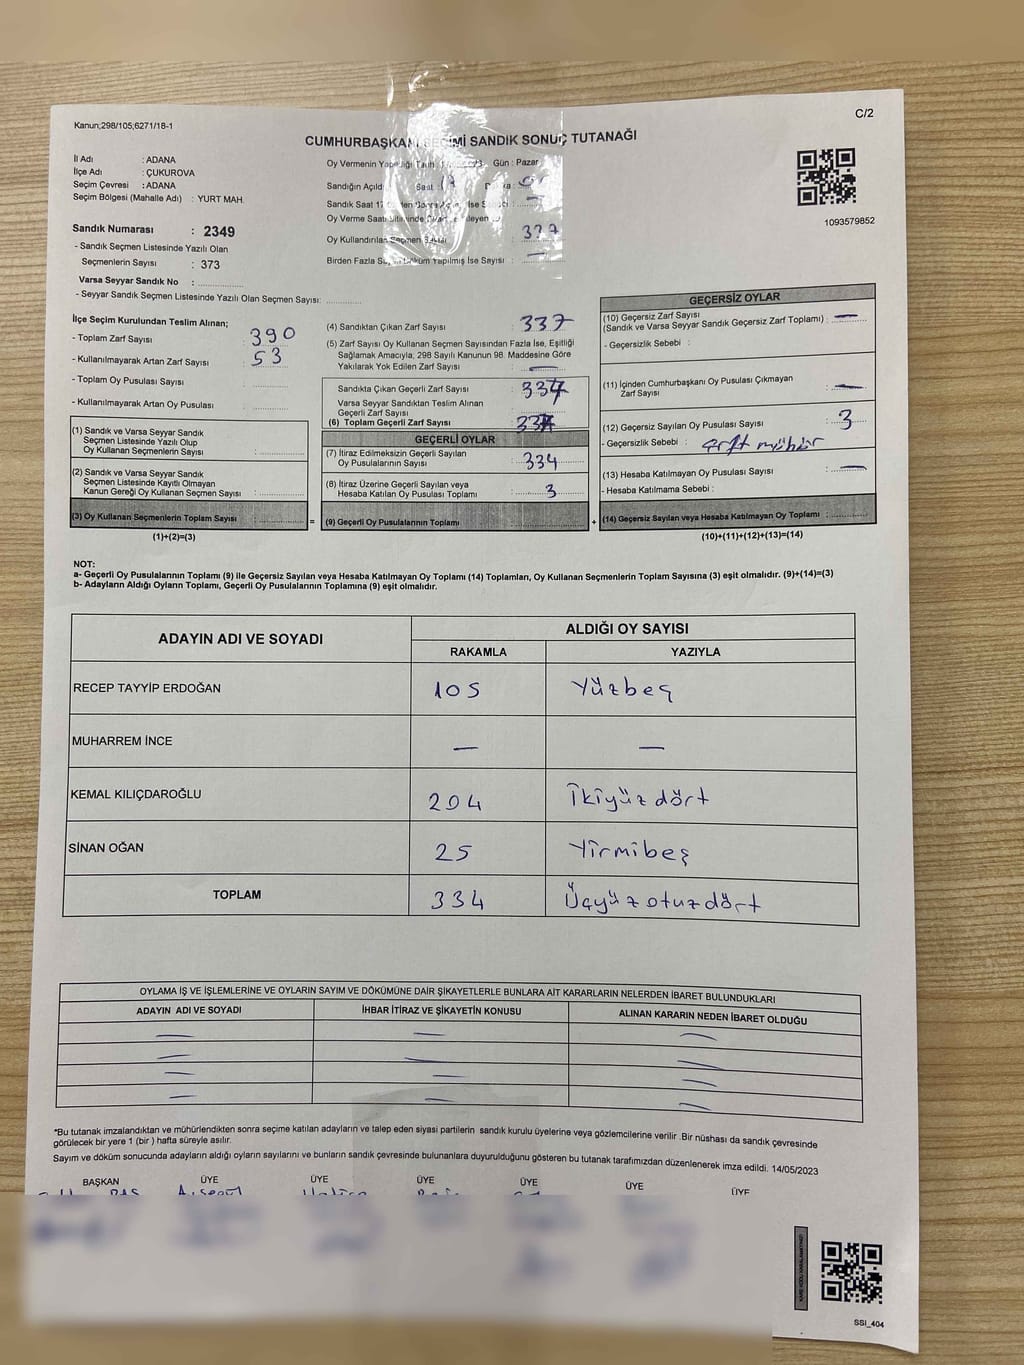 Kanun;298/105;6271/18-1
C/2
CUMHURBAŞKANI SEÇİMİ SANDIK SONUÇ TUTANAĞI
İl Adı : ADANA
İlçe Adı : ÇUKUROVA
Seçim Çevresi : ADANA
Seçim Bölgesi (Mahalle Adı) : YURT MAH.
Sandık Numarası : 2349
- Sandık Seçmen Listesinde Yazılı Olan
Seçmenlerin Sayısı : 373
Varsa Seyyar Sandık No :
- Seyyar Sandık Seçmen Listesinde Yazılı Olan Seçmen Sayısı:
Oy Vermenin Yapıldığı Gün : Pazar
Sandığın Açıldı Saat : 17
Sandık Saat
Oy Verme Saati
Oy Kullandırılan Seçmen Sayısı : 337
Birden Fazla Sayım Döküm Yapılmış İse Sayısı : —
1093579852
İlçe Seçim Kurulundan Teslim Alınan;
- Toplam Zarf Sayısı : 390
- Kullanılmayarak Artan Zarf Sayısı : 53
- Toplam Oy Pusulası Sayısı :
- Kullanılmayarak Artan Oy Pusulası :
(1) Sandık ve Varsa Seyyar Sandık
Seçmen Listesinde Yazılı Olup
Oy Kullanan Seçmenlerin Sayısı :
(2) Sandık ve Varsa Seyyar Sandık
Seçmen Listesinde Kayıtlı Olmayan
Kanun Gereği Oy Kullanan Seçmen Sayısı :
(3) Oy Kullanan Seçmenlerin Toplam Sayısı :
(1)+(2)=(3)
(4) Sandıktan Çıkan Zarf Sayısı : 337
(5) Zarf Sayısı Oy Kullanan Seçmen Sayısından Fazla İse, Eşitliği
Sağlamak Amacıyla, 298 Sayılı Kanunun 98. Maddesine Göre
Yakılarak Yok Edilen Zarf Sayısı : —
Sandıkta Çıkan Geçerli Zarf Sayısı : 337
Varsa Seyyar Sandıktan Teslim Alınan
Geçerli Zarf Sayısı :
(6) Toplam Geçerli Zarf Sayısı :
GEÇERLİ OYLAR
(7) İtiraz Edilmeksizin Geçerli Sayılan
Oy Pusulalarının Sayısı : 334
(8) İtiraz Üzerine Geçerli Sayılan veya
Hesaba Katılan Oy Pusulası Toplamı : 3
= (9) Geçerli Oy Pusulalarının Toplamı :
GEÇERSİZ OYLAR
(10) Geçersiz Zarf Sayısı
(Sandık ve Varsa Seyyar Sandık Geçersiz Zarf Toplamı) : —
- Geçersizlik Sebebi :
(11) İçinden Cumhurbaşkanı Oy Pusulası Çıkmayan
Zarf Sayısı : —
(12) Geçersiz Sayılan Oy Pusulası Sayısı : 3
- Geçersizlik Sebebi : çift mühür
(13) Hesaba Katılmayan Oy Pusulası Sayısı : —
- Hesaba Katılmama Sebebi :
+ (14) Geçersiz Sayılan veya Hesaba Katılmayan Oy Toplamı :
(10)+(11)+(12)+(13)=(14)
NOT:
a- Geçerli Oy Pusulalarının Toplamı (9) ile Geçersiz Sayılan veya Hesaba Katılmayan Oy Toplamı (14) Toplamları, Oy Kullanan Seçmenlerin Toplam Sayısına (3) eşit olmalıdır. (9)+(14)=(3)
b- Adayların Aldığı Oyların Toplamı, Geçerli Oy Pusulalarının Toplamına (9) eşit olmalıdır.
ADAYIN ADI VE SOYADI
ALDIĞI OY SAYISI
RAKAMLA YAZIYLA
RECEP TAYYİP ERDOĞAN 105 Yüzbeş
MUHARREM İNCE — —
KEMAL KILIÇDAROĞLU 204 İkiyüz dört
SİNAN OĞAN 25 Yirmibeş
TOPLAM 334 Üçyüz otuz dört
OYLAMA İŞ VE İŞLEMLERİNE VE OYLARIN SAYIM VE DÖKÜMÜNE DAİR ŞİKAYETLERLE BUNLARA AİT KARARLARIN NELERDEN İBARET BULUNDUKLARI
ADAYIN ADI VE SOYADI İHBAR İTİRAZ VE ŞİKAYETİN KONUSU ALINAN KARARIN NEDEN İBARET OLDUĞU
— — —
— — —
— — —
— — —
*Bu tutanak imzalandıktan ve mühürlendikten sonra seçime katılan adayların ve talep eden siyasi partilerin sandık kurulu üyelerine veya gözlemcilerine verilir .Bir nüshası da sandık çevresinde
görülecek bir yere 1 (bir ) hafta süreyle asılır.
Sayım ve döküm sonucunda adayların aldığı oyların sayılarını ve bunların sandık çevresinde bulunanlara duyurulduğunu gösteren bu tutanak tarafımızdan düzenlenerek imza edildi. 14/05/2023
BAŞKAN ÜYE ÜYE ÜYE ÜYE ÜYE ÜYE
SSI_404